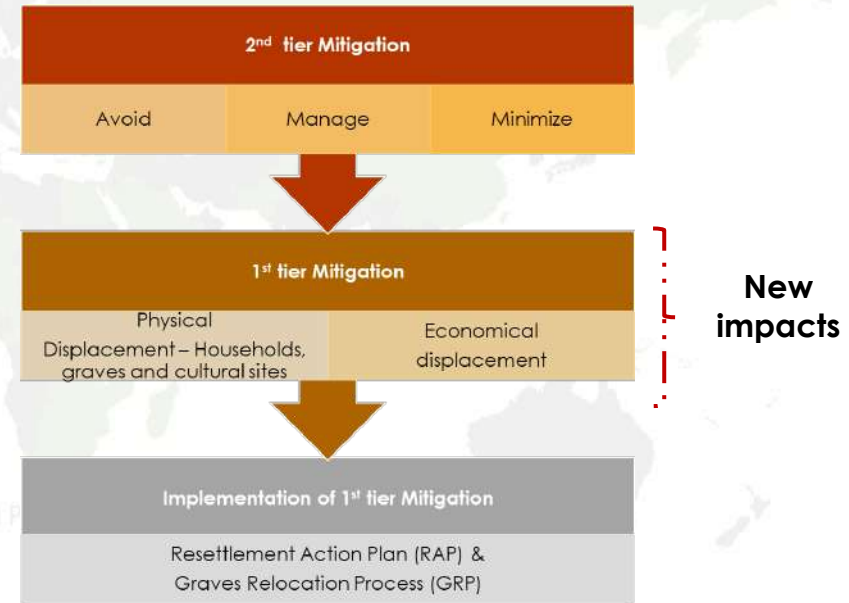 2nd tier Mitigation
Avoid
Manage
Minimize
1st tier Mitigation
Physical
Displacement – Households,
graves and cultural sites
Economical
displacement
New
impacts
Implementation of 1st tier Mitigation
Resettlement Action Plan (RAP) &
Graves Relocation Process (GRP)